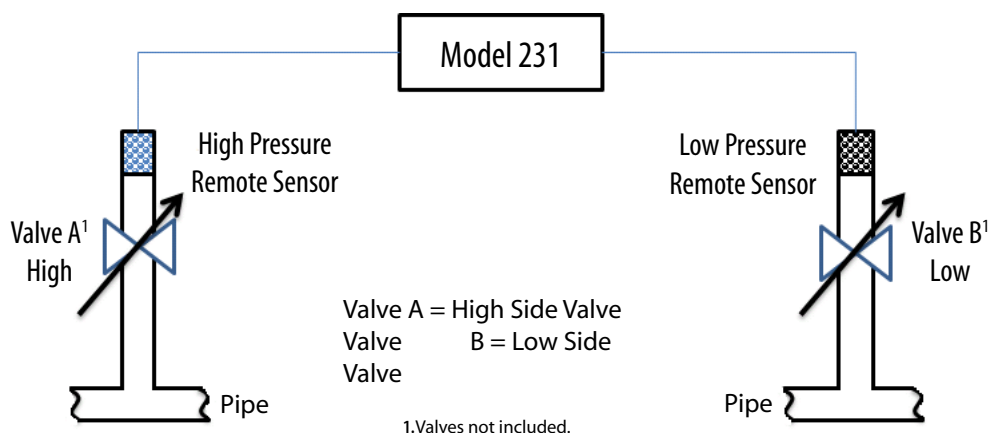 Model 231
High Pressure
Remote Sensor
Low Pressure
Remote Sensor
Valve A¹
High
Valve B¹
Low
Valve A = High Side Valve
Valve B = Low Side
Valve
Pipe
Pipe
1.Valves not included.